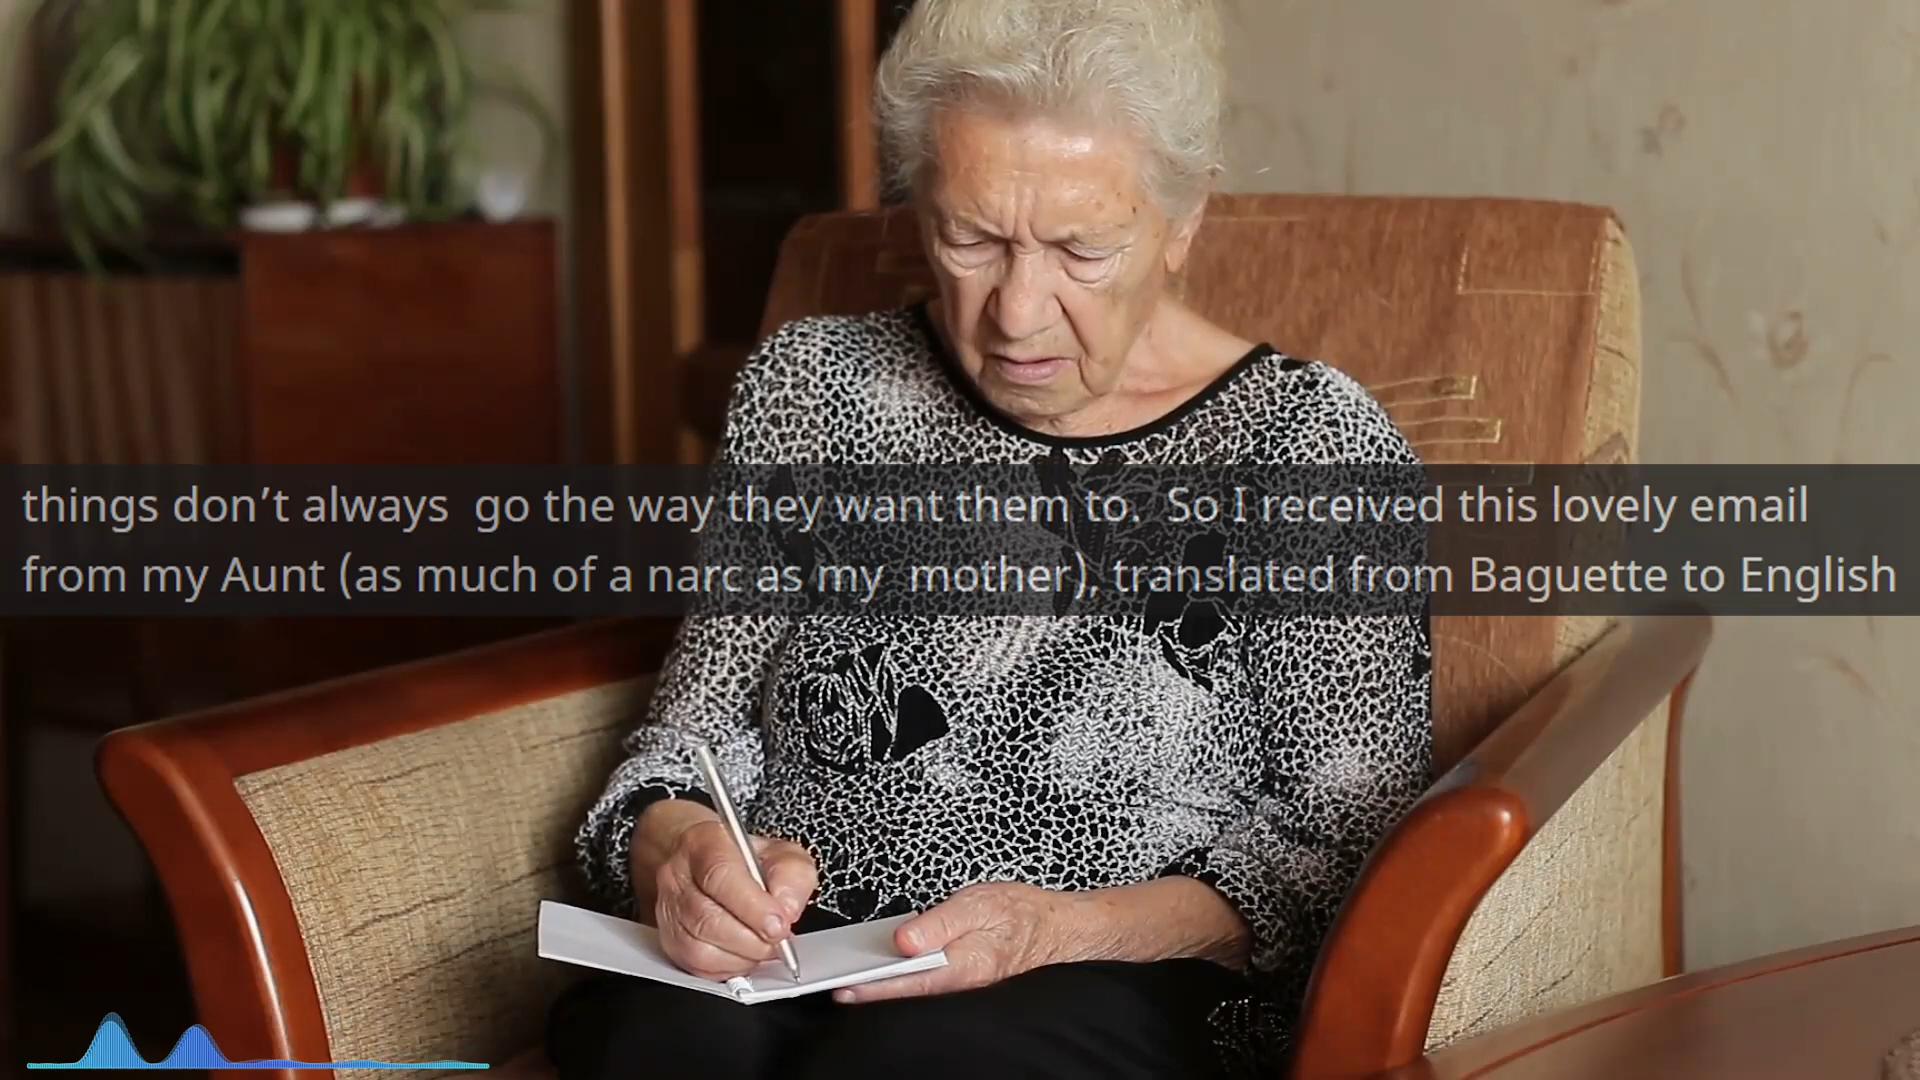 things don’t always  go the way they want them to.  So I received this lovely email
from my Aunt (as much of a narc as my  mother), translated from Baguette to English